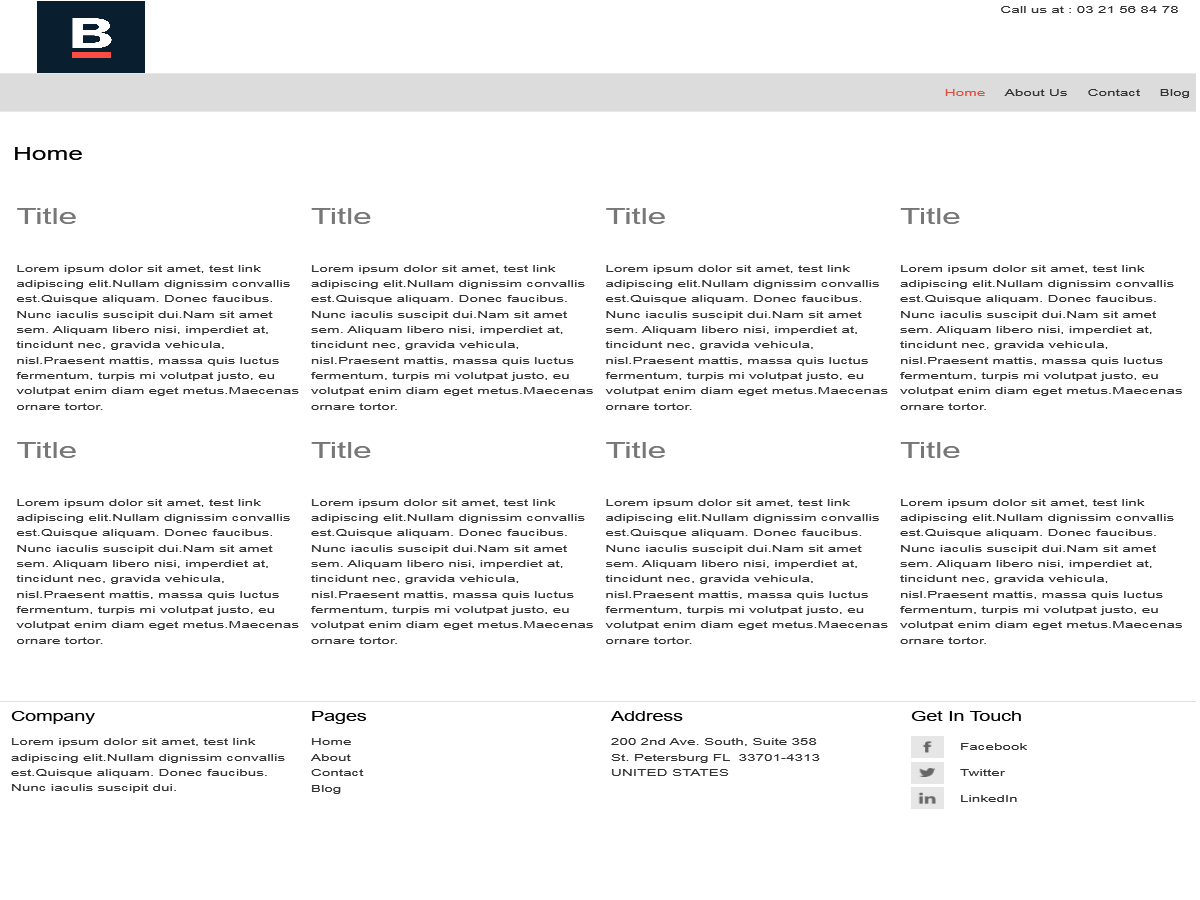 B
Call us at : 03 21 56 84 78
Home About Us Contact Blog
Home
Title
Lorem ipsum dolor sit amet, test link
adipiscing elit.Nullam dignissim convallis
est.Quisque aliquam. Donec faucibus.
Nunc iaculis suscipit dui.Nam sit amet
sem. Aliquam libero nisi, imperdiet at,
tincidunt nec, gravida vehicula,
nisl.Praesent mattis, massa quis luctus
fermentum, turpis mi volutpat justo, eu
volutpat enim diam eget metus.Maecenas
ornare tortor.
Title
Lorem ipsum dolor sit amet, test link
adipiscing elit.Nullam dignissim convallis
est.Quisque aliquam. Donec faucibus.
Nunc iaculis suscipit dui.Nam sit amet
sem. Aliquam libero nisi, imperdiet at,
tincidunt nec, gravida vehicula,
nisl.Praesent mattis, massa quis luctus
fermentum, turpis mi volutpat justo, eu
volutpat enim diam eget metus.Maecenas
ornare tortor.
Title
Lorem ipsum dolor sit amet, test link
adipiscing elit.Nullam dignissim convallis
est.Quisque aliquam. Donec faucibus.
Nunc iaculis suscipit dui.Nam sit amet
sem. Aliquam libero nisi, imperdiet at,
tincidunt nec, gravida vehicula,
nisl.Praesent mattis, massa quis luctus
fermentum, turpis mi volutpat justo, eu
volutpat enim diam eget metus.Maecenas
ornare tortor.
Title
Lorem ipsum dolor sit amet, test link
adipiscing elit.Nullam dignissim convallis
est.Quisque aliquam. Donec faucibus.
Nunc iaculis suscipit dui.Nam sit amet
sem. Aliquam libero nisi, imperdiet at,
tincidunt nec, gravida vehicula,
nisl.Praesent mattis, massa quis luctus
fermentum, turpis mi volutpat justo, eu
volutpat enim diam eget metus.Maecenas
ornare tortor.
Title
Lorem ipsum dolor sit amet, test link
adipiscing elit.Nullam dignissim convallis
est.Quisque aliquam. Donec faucibus.
Nunc iaculis suscipit dui.Nam sit amet
sem. Aliquam libero nisi, imperdiet at,
tincidunt nec, gravida vehicula,
nisl.Praesent mattis, massa quis luctus
fermentum, turpis mi volutpat justo, eu
volutpat enim diam eget metus.Maecenas
ornare tortor.
Title
Lorem ipsum dolor sit amet, test link
adipiscing elit.Nullam dignissim convallis
est.Quisque aliquam. Donec faucibus.
Nunc iaculis suscipit dui.Nam sit amet
sem. Aliquam libero nisi, imperdiet at,
tincidunt nec, gravida vehicula,
nisl.Praesent mattis, massa quis luctus
fermentum, turpis mi volutpat justo, eu
volutpat enim diam eget metus.Maecenas
ornare tortor.
Title
Lorem ipsum dolor sit amet, test link
adipiscing elit.Nullam dignissim convallis
est.Quisque aliquam. Donec faucibus.
Nunc iaculis suscipit dui.Nam sit amet
sem. Aliquam libero nisi, imperdiet at,
tincidunt nec, gravida vehicula,
nisl.Praesent mattis, massa quis luctus
fermentum, turpis mi volutpat justo, eu
volutpat enim diam eget metus.Maecenas
ornare tortor.
Title
Lorem ipsum dolor sit amet, test link
adipiscing elit.Nullam dignissim convallis
est.Quisque aliquam. Donec faucibus.
Nunc iaculis suscipit dui.Nam sit amet
sem. Aliquam libero nisi, imperdiet at,
tincidunt nec, gravida vehicula,
nisl.Praesent mattis, massa quis luctus
fermentum, turpis mi volutpat justo, eu
volutpat enim diam eget metus.Maecenas
ornare tortor.
Company
Lorem ipsum dolor sit amet, test link
adipiscing elit.Nullam dignissim convallis
est.Quisque aliquam. Donec faucibus.
Nunc iaculis suscipit dui.
Pages
Home
About
Contact
Blog
Address
200 2nd Ave. South, Suite 358
St. Petersburg FL  33701-4313
UNITED STATES
Get In Touch
f Facebook
Twitter
in LinkedIn